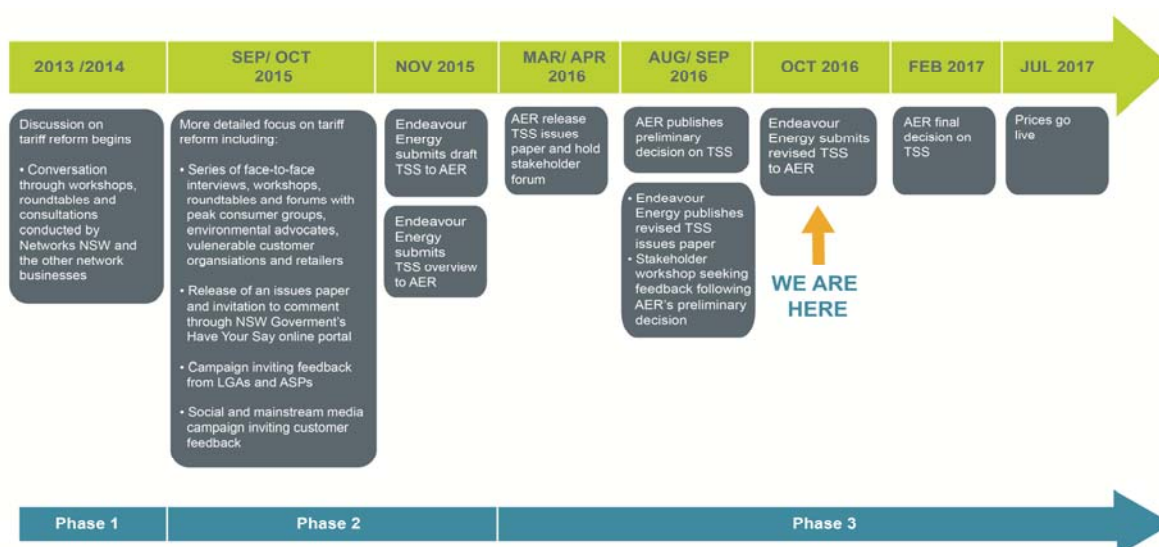 2013 /2014
SEP/ OCT
2015
NOV 2015
MAR/ APR
2016
AUG/ SEP
2016
OCT 2016
FEB 2017
JUL 2017
Discussion on
tariff reform begins
• Conversation
through workshops,
roundtables and
consultations
conducted by
Networks NSW and
the other network
businesses
More detailed focus on tariff
reform including:
• Series of face-to-face
interviews, workshops,
roundtables and forums with
peak consumer groups,
environmental advocates,
vulenerable customer
organsiations and retailers
• Release of an issues paper
and invitation to comment
through NSW Goverment's
Have Your Say online portal
• Campaign inviting feedback
from LGAs and ASPs
• Social and mainstream media
campaign inviting customer
feedback
Endeavour
Energy
submits draft
TSS to AER
Endeavour
Energy
submits
TSS overview
to AER
AER release
TSS issues
paper and hold
stakeholder
forum
AER publishes
preliminary
decision on TSS
• Endeavour
Energy publishes
revised TSS
issues paper
• Stakeholder
workshop seeking
feedback following
AER's preliminary
decision
Endeavour
Energy submits
revised TSS
to AER
WE ARE
HERE
AER final
decision on
TSS
Prices go
live
Phase 1
Phase 2
Phase 3